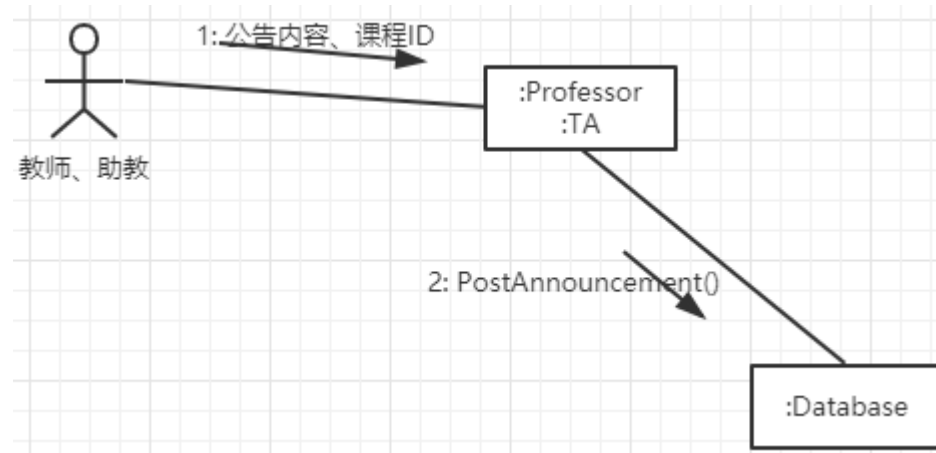 1: 公告内容、课程ID
:Professor
:TA
教师、助教
2: PostAnnouncement()
:Database